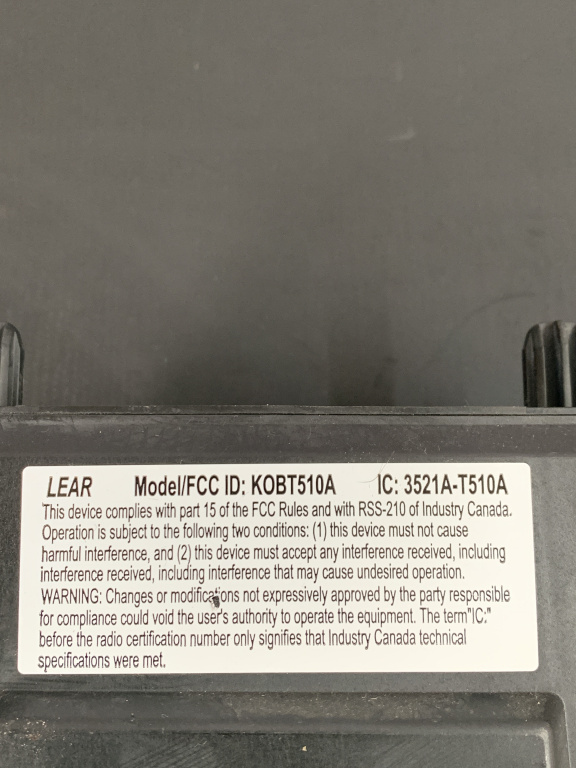 LEAR Model/FCC ID: KOBT510A IC: 3521A-T510A
This device complies with part 15 of the FCC Rules and with RSS-210 of Industry Canada.
Operation is subject to the following two conditions: (1) this device must not cause
harmful interference, and (2) this device must accept any interference received, including
interference received, including interference that may cause undesired operation.
WARNING: Changes or modifications not expressively approved by the party responsible
for compliance could void the user's authority to operate the equipment. The term"IC:"
before the radio certification number only signifies that Industry Canada technical
specifications were met.